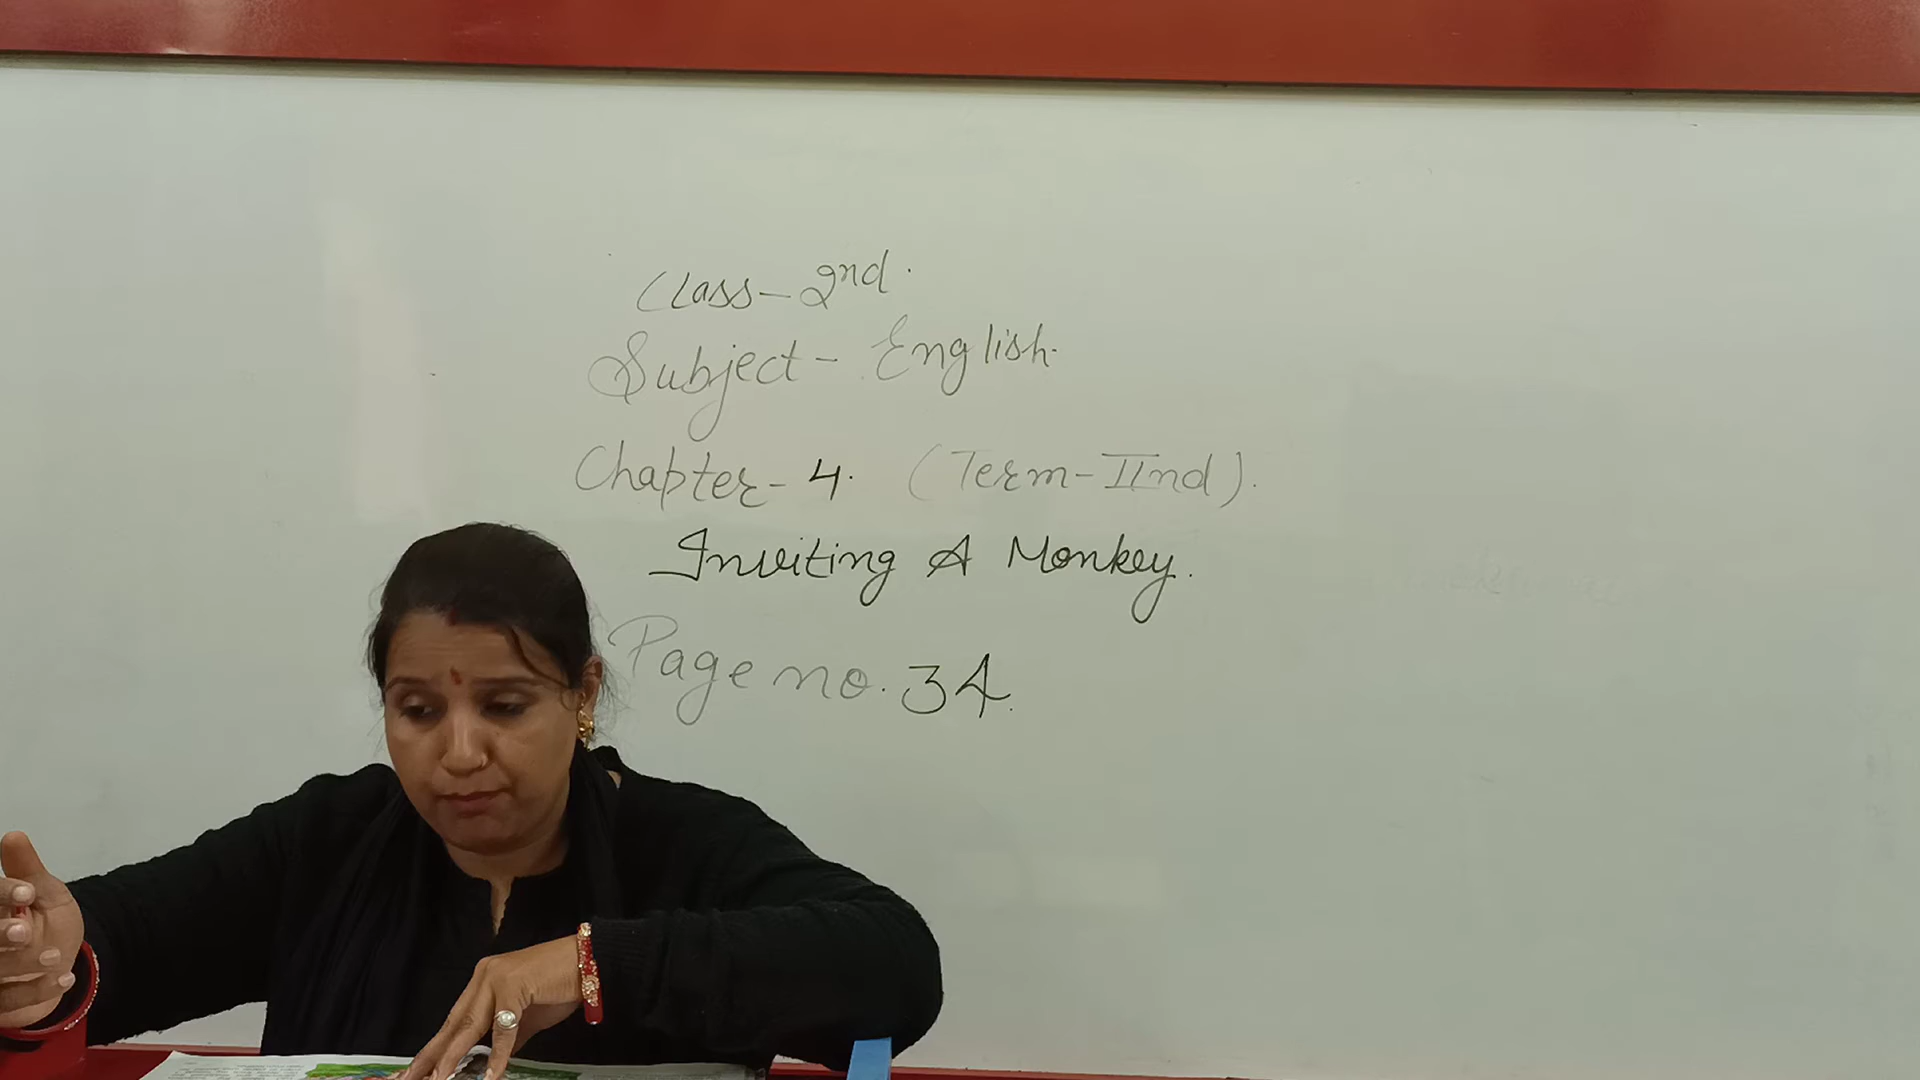 Class - 2nd.
Subject - English.
Chapter - 4. (Term - IInd).
Inviting A Monkey.
Page no. 34.